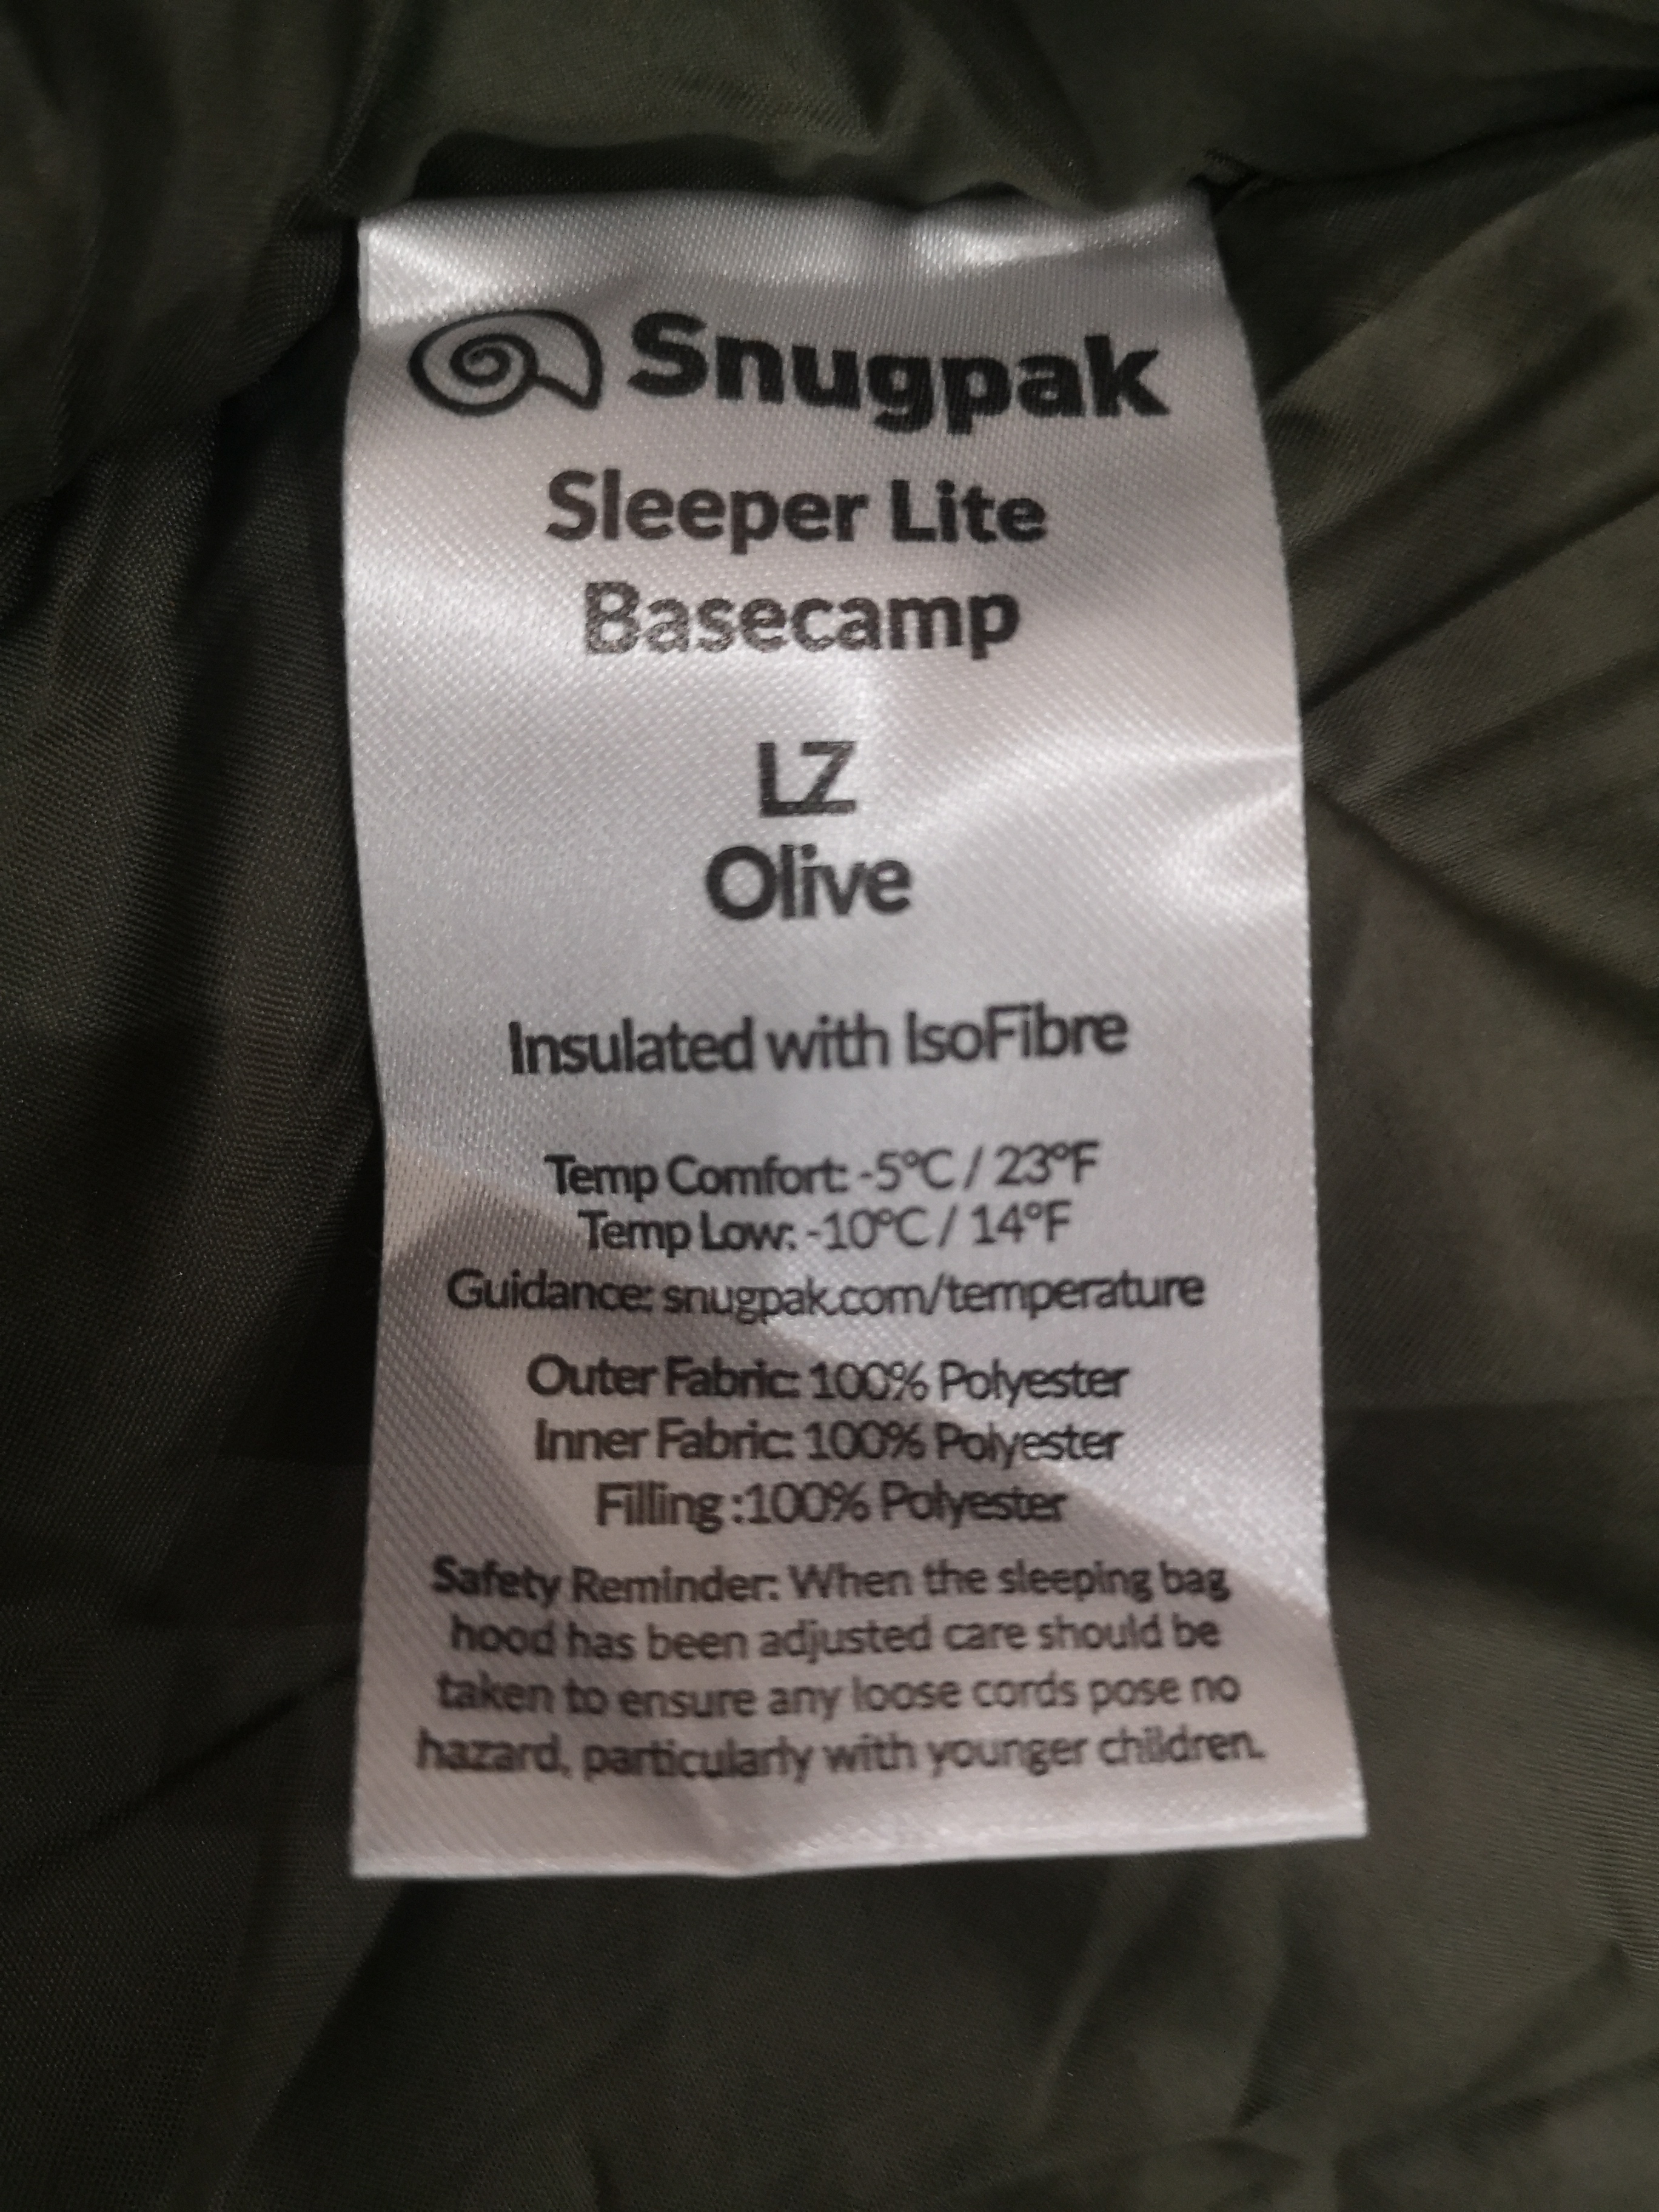 Snugpak
Sleeper Lite
Basecamp
LZ
Olive
Insulated with IsoFibre
Temp Comfort: -5°C / 23°F
Temp Low: -10°C / 14°F
Guidance: snugpak.com/temperature
Outer Fabric: 100% Polyester
Inner Fabric: 100% Polyester
Filling :100% Polyester
Safety Reminder: When the sleeping bag
hood has been adjusted care should be
taken to ensure any loose cords pose no
hazard, particularly with younger children.